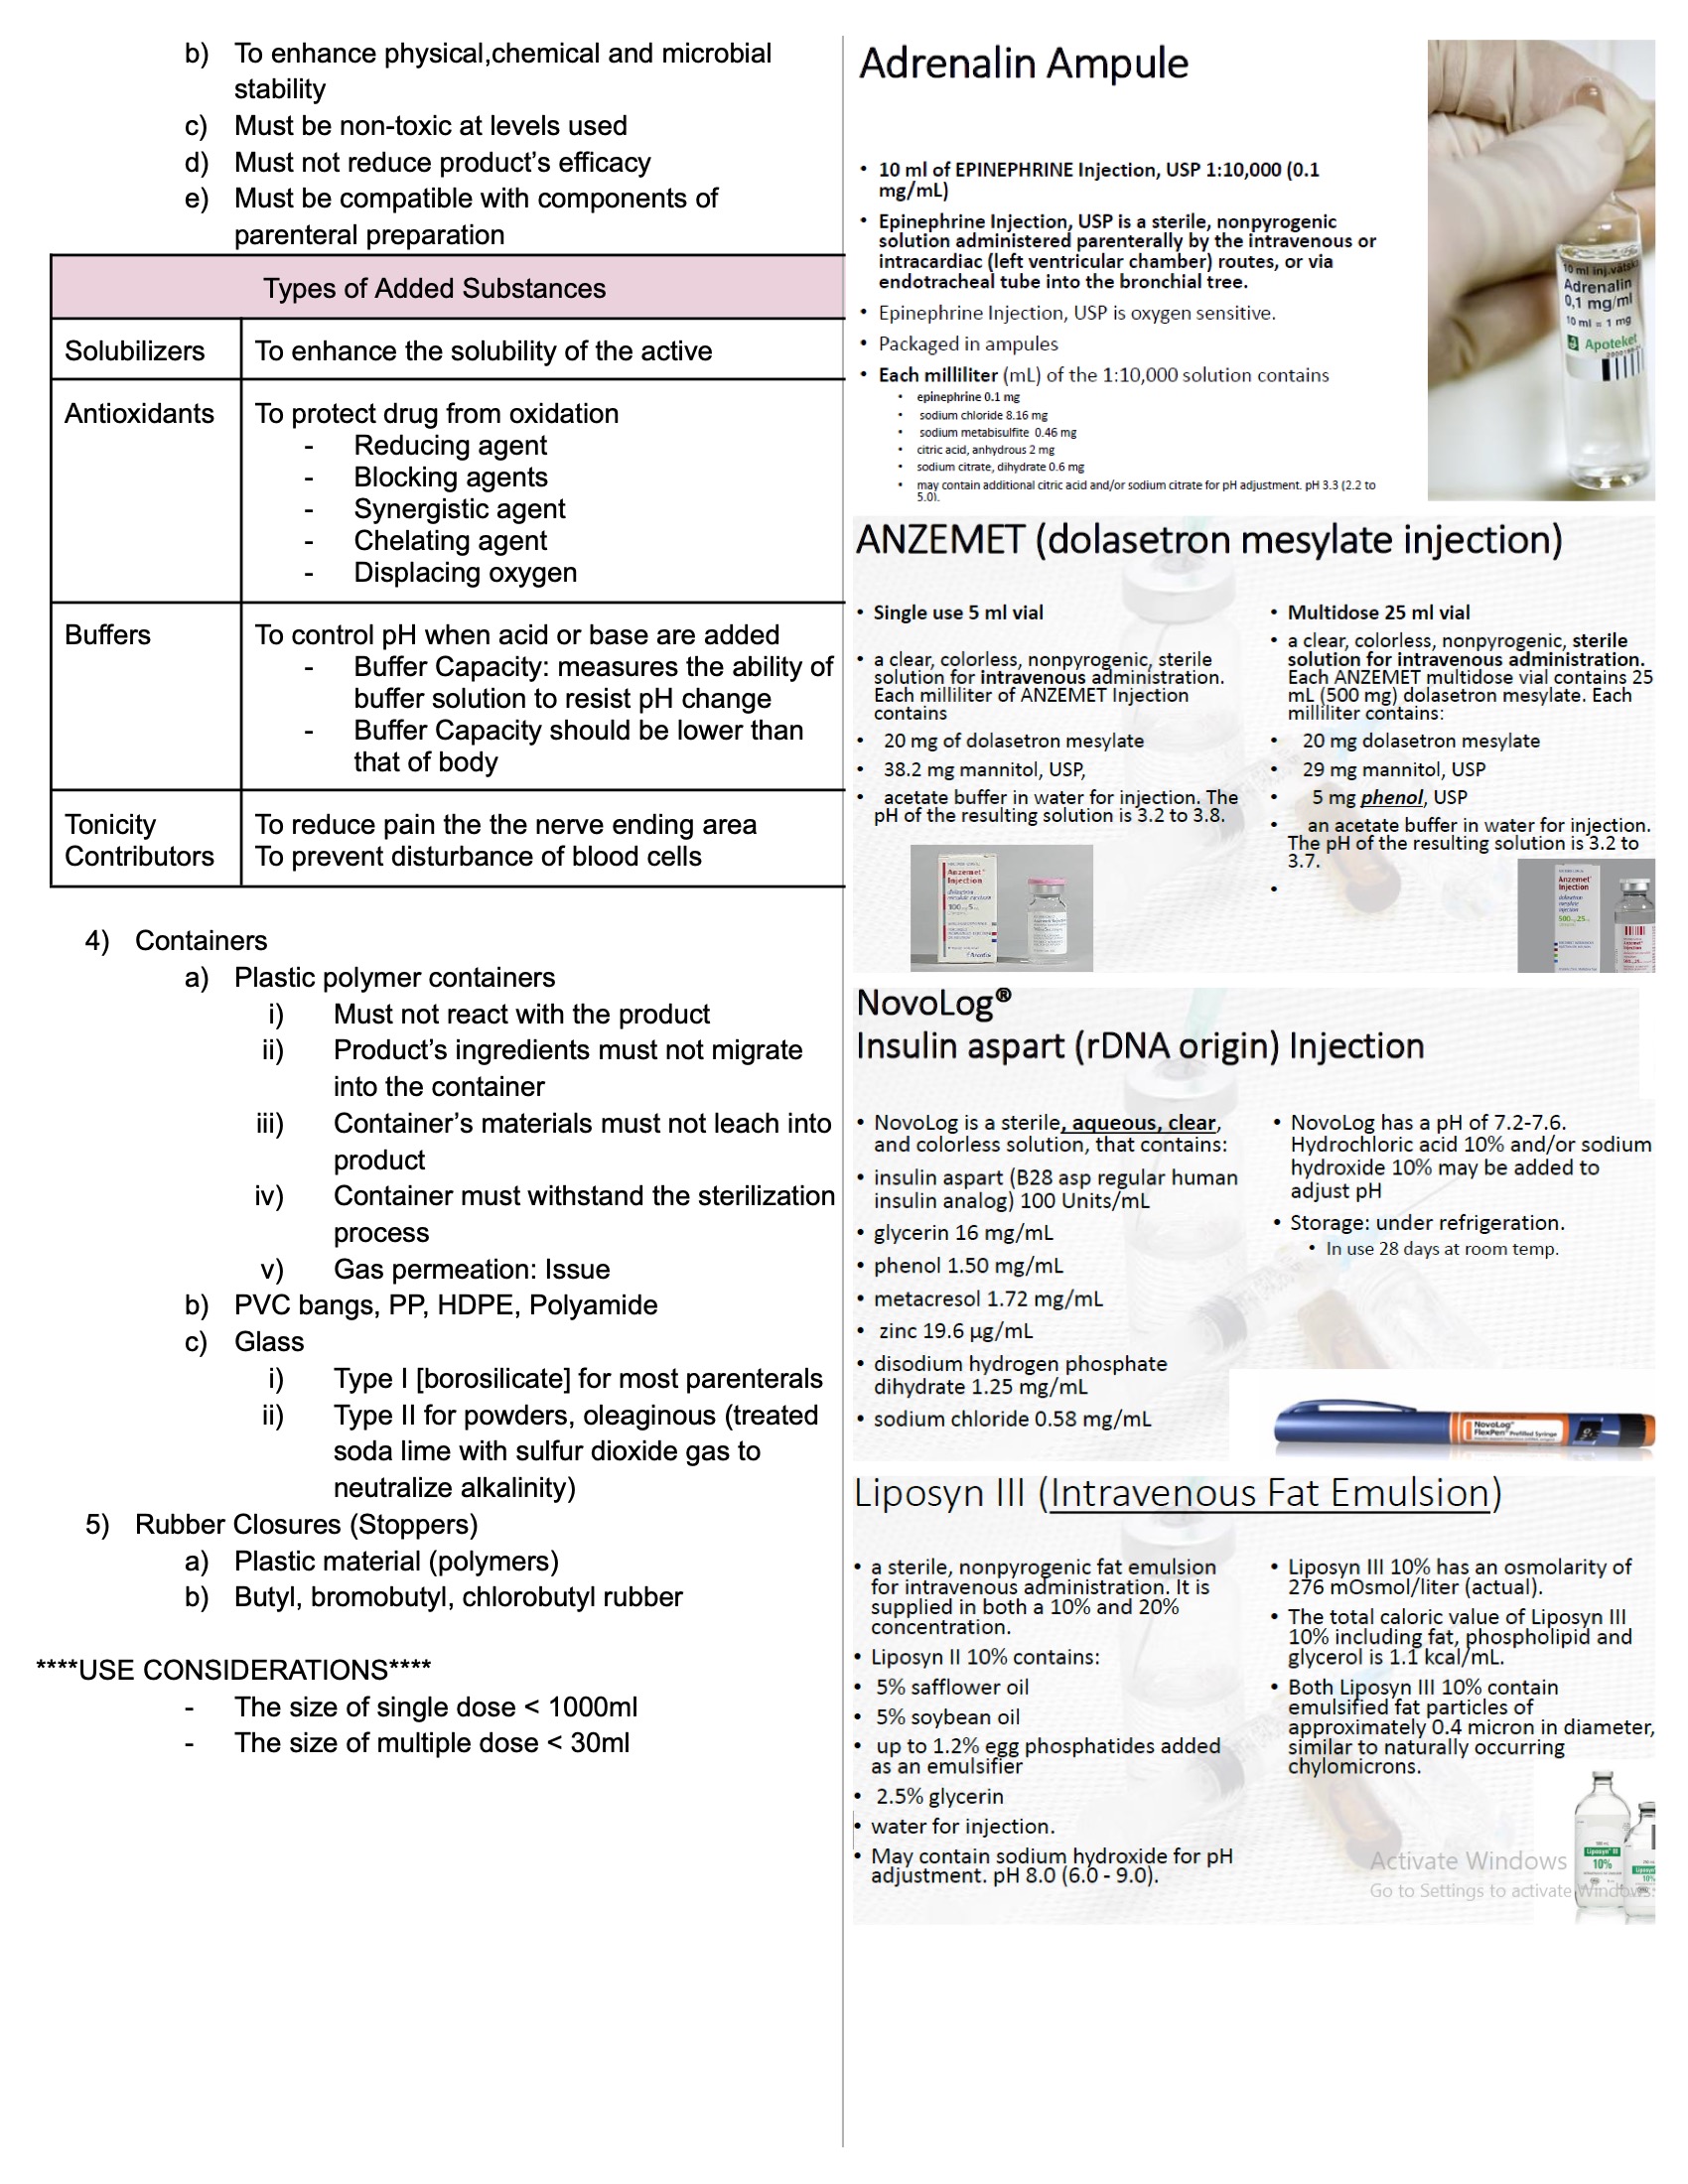 b) To enhance physical,chemical and microbial
stability
c) Must be non-toxic at levels used
d) Must not reduce product’s efficacy
e) Must be compatible with components of
parenteral preparation
Types of Added Substances
Solubilizers To enhance the solubility of the active
Antioxidants To protect drug from oxidation
- Reducing agent
- Blocking agents
- Synergistic agent
- Chelating agent
- Displacing oxygen
Buffers To control pH when acid or base are added
- Buffer Capacity: measures the ability of
buffer solution to resist pH change
- Buffer Capacity should be lower than
that of body
Tonicity To reduce pain the the nerve ending area
Contributors To prevent disturbance of blood cells
4) Containers
a) Plastic polymer containers
i) Must not react with the product
ii) Product’s ingredients must not migrate
into the container
iii) Container’s materials must not leach into
product
iv) Container must withstand the sterilization
process
v) Gas permeation: Issue
b) PVC bangs, PP, HDPE, Polyamide
c) Glass
i) Type I [borosilicate] for most parenterals
ii) Type II for powders, oleaginous (treated
soda lime with sulfur dioxide gas to
neutralize alkalinity)
5) Rubber Closures (Stoppers)
a) Plastic material (polymers)
b) Butyl, bromobutyl, chlorobutyl rubber
****USE CONSIDERATIONS****
- The size of single dose < 1000ml
- The size of multiple dose < 30ml
Adrenalin Ampule
• 10 ml of EPINEPHRINE Injection, USP 1:10,000 (0.1
mg/mL)
• Epinephrine Injection, USP is a sterile, nonpyrogenic
solution administered parenterally by the intravenous or
intracardiac (left ventricular chamber) routes, or via
endotracheal tube into the bronchial tree.
• Epinephrine Injection, USP is oxygen sensitive.
• Packaged in ampules
• Each milliliter (mL) of the 1:10,000 solution contains
• epinephrine 0.1 mg
• sodium chloride 8.16 mg
• sodium metabisulfite 0.46 mg
• citric acid, anhydrous 2 mg
• sodium citrate, dihydrate 0.6 mg
• may contain additional citric acid and/or sodium citrate for pH adjustment. pH 3.3 (2.2 to
5.0).
10 ml inj.vätska
Adrenalin
0,1 mg/ml
10 ml = 1 mg
Apoteket
ANZEMET (dolasetron mesylate injection)
• Single use 5 ml vial
• a clear, colorless, nonpyrogenic, sterile
solution for intravenous administration.
Each milliliter of ANZEMET Injection
contains
• 20 mg of dolasetron mesylate
• 38.2 mg mannitol, USP,
• acetate buffer in water for injection. The
pH of the resulting solution is 3.2 to 3.8.
Anzemet
Injection
• Multidose 25 ml vial
• a clear, colorless, nonpyrogenic, sterile
solution for intravenous administration.
Each ANZEMET multidose vial contains 25
mL (500 mg) dolasetron mesylate. Each
milliliter contains:
• 20 mg dolasetron mesylate
• 29 mg mannitol, USP
• 5 mg phenol, USP
• an acetate buffer in water for injection.
The pH of the resulting solution is 3.2 to
3.7.
•
Anzemet
Injection
NovoLog®
Insulin aspart (rDNA origin) Injection
• NovoLog is a sterile, aqueous, clear,
and colorless solution, that contains:
• insulin aspart (B28 asp regular human
insulin analog) 100 Units/mL
• glycerin 16 mg/mL
• phenol 1.50 mg/mL
• metacresol 1.72 mg/mL
• zinc 19.6 µg/mL
• disodium hydrogen phosphate
dihydrate 1.25 mg/mL
• sodium chloride 0.58 mg/mL
• NovoLog has a pH of 7.2-7.6.
Hydrochloric acid 10% and/or sodium
hydroxide 10% may be added to
adjust pH
• Storage: under refrigeration.
• In use 28 days at room temp.
NovoLog®
FlexPen® Prefilled Syringe
Liposyn III (Intravenous Fat Emulsion)
• a sterile, nonpyrogenic fat emulsion
for intravenous administration. It is
supplied in both a 10% and 20%
concentration.
• Liposyn II 10% contains:
• 5% safflower oil
• 5% soybean oil
• up to 1.2% egg phosphatides added
as an emulsifier
• 2.5% glycerin
• water for injection.
• May contain sodium hydroxide for pH
adjustment. pH 8.0 (6.0 - 9.0).
• Liposyn III 10% has an osmolarity of
276 mOsmol/liter (actual).
• The total caloric value of Liposyn III
10% including fat, phospholipid and
glycerol is 1.1 kcal/mL.
• Both Liposyn III 10% contain
emulsified fat particles of
approximately 0.4 micron in diameter,
similar to naturally occurring
chylomicrons.
Liposyn III
10%
Activate Windows
Go to Settings to activate Windows.